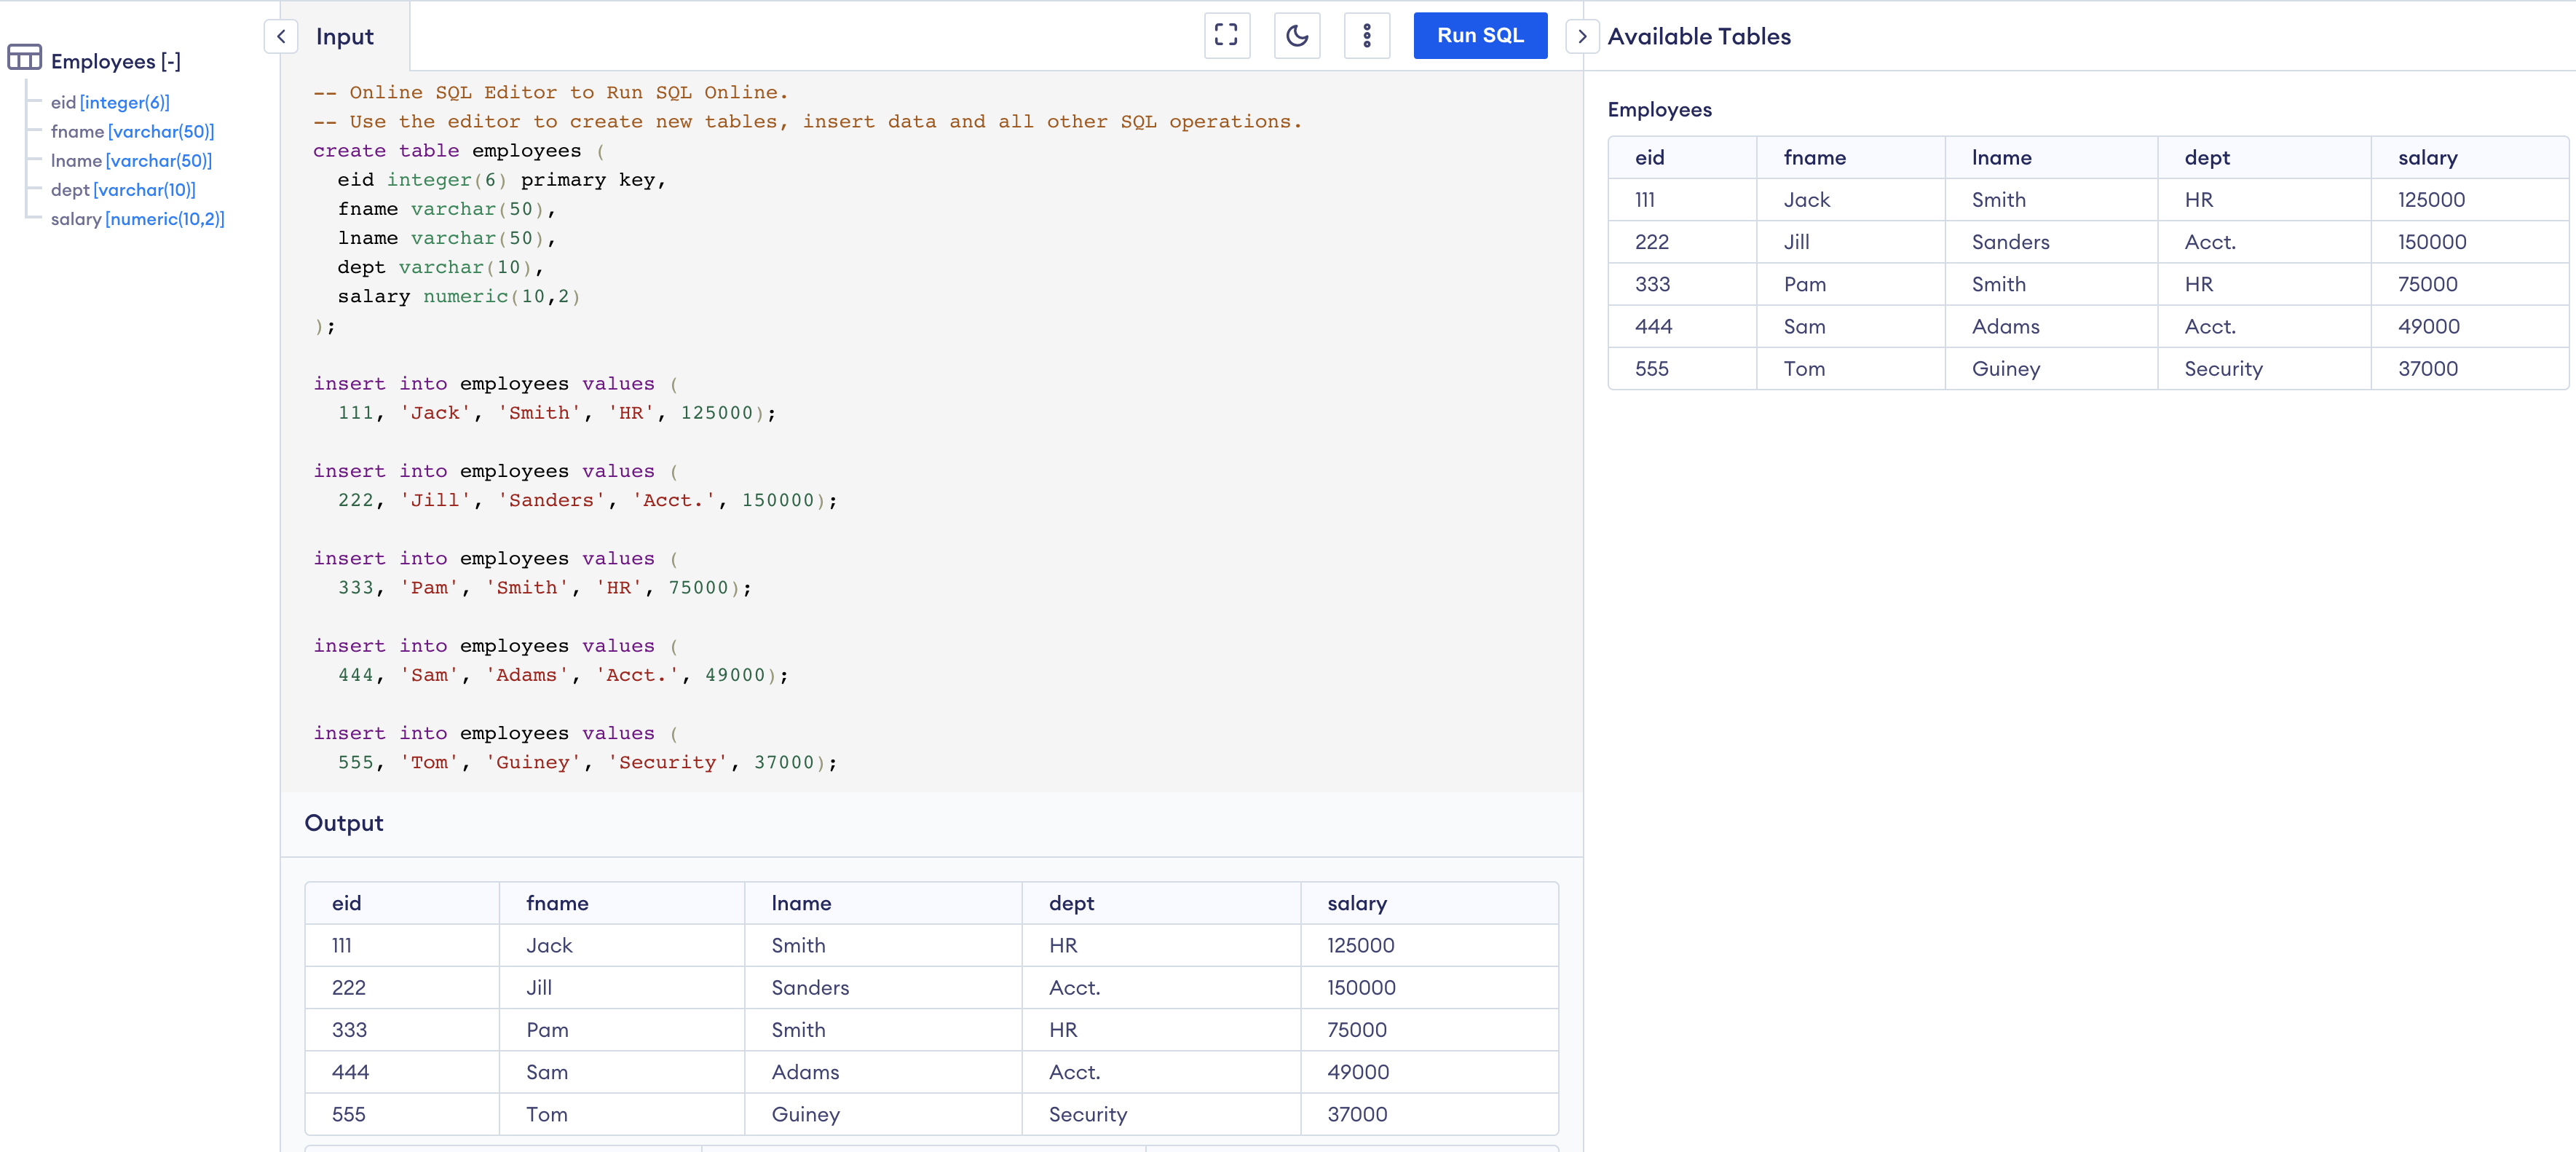 Employees [-]
eid [integer(6)]
fname [varchar(50)]
lname [varchar(50)]
dept [varchar(10)]
salary [numeric(10,2)]
Input
Run SQL
-- Online SQL Editor to Run SQL Online.
-- Use the editor to create new tables, insert data and all other SQL operations.
create table employees (
  eid integer(6) primary key,
  fname varchar(50),
  lname varchar(50),
  dept varchar(10),
  salary numeric(10,2)
);
insert into employees values (
  111, 'Jack', 'Smith', 'HR', 125000);
insert into employees values (
  222, 'Jill', 'Sanders', 'Acct.', 150000);
insert into employees values (
  333, 'Pam', 'Smith', 'HR', 75000);
insert into employees values (
  444, 'Sam', 'Adams', 'Acct.', 49000);
insert into employees values (
  555, 'Tom', 'Guiney', 'Security', 37000);
Output
eid fname lname dept salary
111 Jack Smith HR 125000
222 Jill Sanders Acct. 150000
333 Pam Smith HR 75000
444 Sam Adams Acct. 49000
555 Tom Guiney Security 37000
Available Tables
Employees
eid fname lname dept salary
111 Jack Smith HR 125000
222 Jill Sanders Acct. 150000
333 Pam Smith HR 75000
444 Sam Adams Acct. 49000
555 Tom Guiney Security 37000